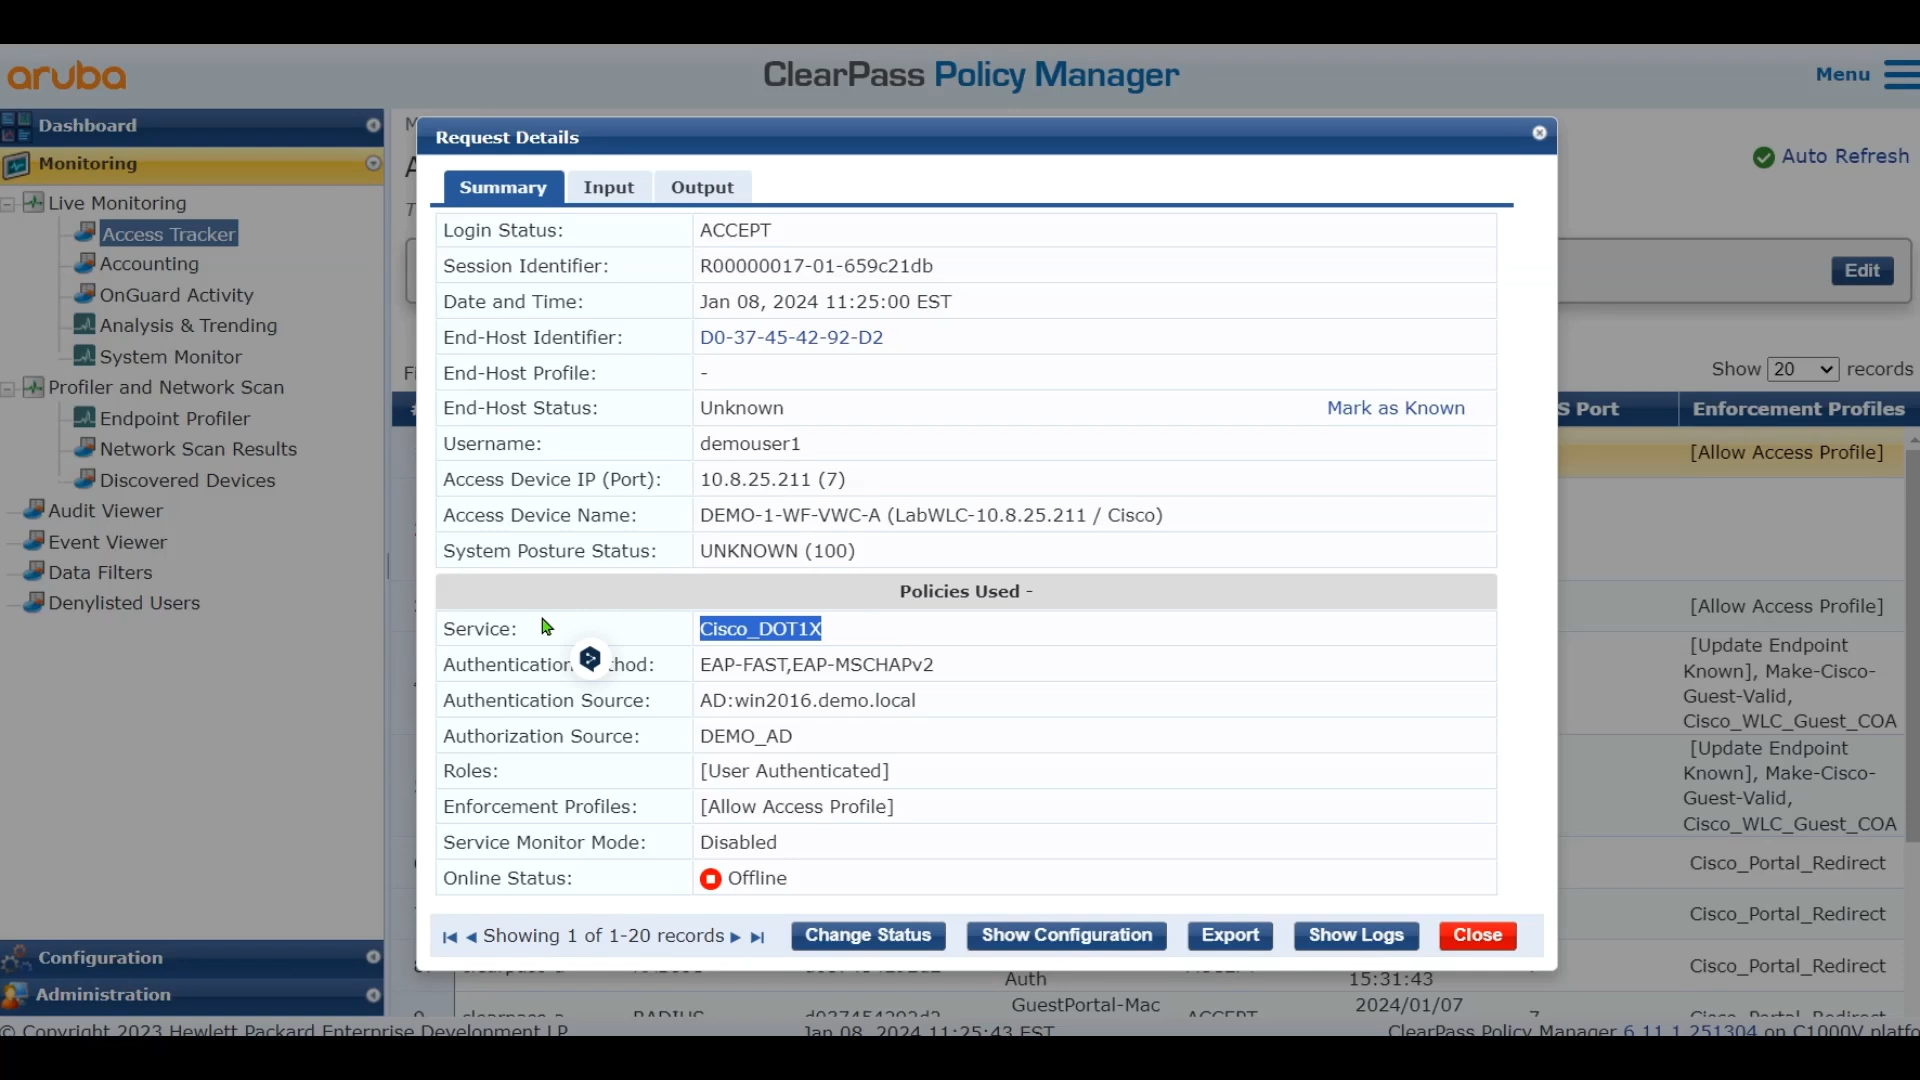 aruba
ClearPass Policy Manager
Menu
Dashboard
Monitoring
Live Monitoring
Access Tracker
Accounting
OnGuard Activity
Analysis & Trending
System Monitor
Profiler and Network Scan
Endpoint Profiler
Network Scan Results
Discovered Devices
Audit Viewer
Event Viewer
Data Filters
Denylisted Users
Configuration
Administration
Auto Refresh
Edit
Show 20 records
S Port Enforcement Profiles
[Allow Access Profile]
[Allow Access Profile]
[Update Endpoint
Known], Make-Cisco-
Guest-Valid,
Cisco_WLC_Guest_COA
[Update Endpoint
Known], Make-Cisco-
Guest-Valid,
Cisco_WLC_Guest_COA
Cisco_Portal_Redirect
Cisco_Portal_Redirect
Cisco_Portal_Redirect
Request Details
Summary Input Output
Login Status: ACCEPT
Session Identifier: R00000017-01-659c21db
Date and Time: Jan 08, 2024 11:25:00 EST
End-Host Identifier: D0-37-45-42-92-D2
End-Host Profile: -
End-Host Status: Unknown Mark as Known
Username: demouser1
Access Device IP (Port): 10.8.25.211 (7)
Access Device Name: DEMO-1-WF-VWC-A (LabWLC-10.8.25.211 / Cisco)
System Posture Status: UNKNOWN (100)
Policies Used -
Service: Cisco_DOT1X
Authentication hod: EAP-FAST,EAP-MSCHAPv2
Authentication Source: AD:win2016.demo.local
Authorization Source: DEMO_AD
Roles: [User Authenticated]
Enforcement Profiles: [Allow Access Profile]
Service Monitor Mode: Disabled
Online Status: Offline
Showing 1 of 1-20 records Change Status Show Configuration Export Show Logs Close
Auth 15:31:43
GuestPortal-Mac 2024/01/07
© Copyright 2023 Hewlett Packard Enterprise Development LP Jan 08, 2024 11:25:43 EST ClearPass Policy Manager 6.11.1.251304 on C1000V platfo